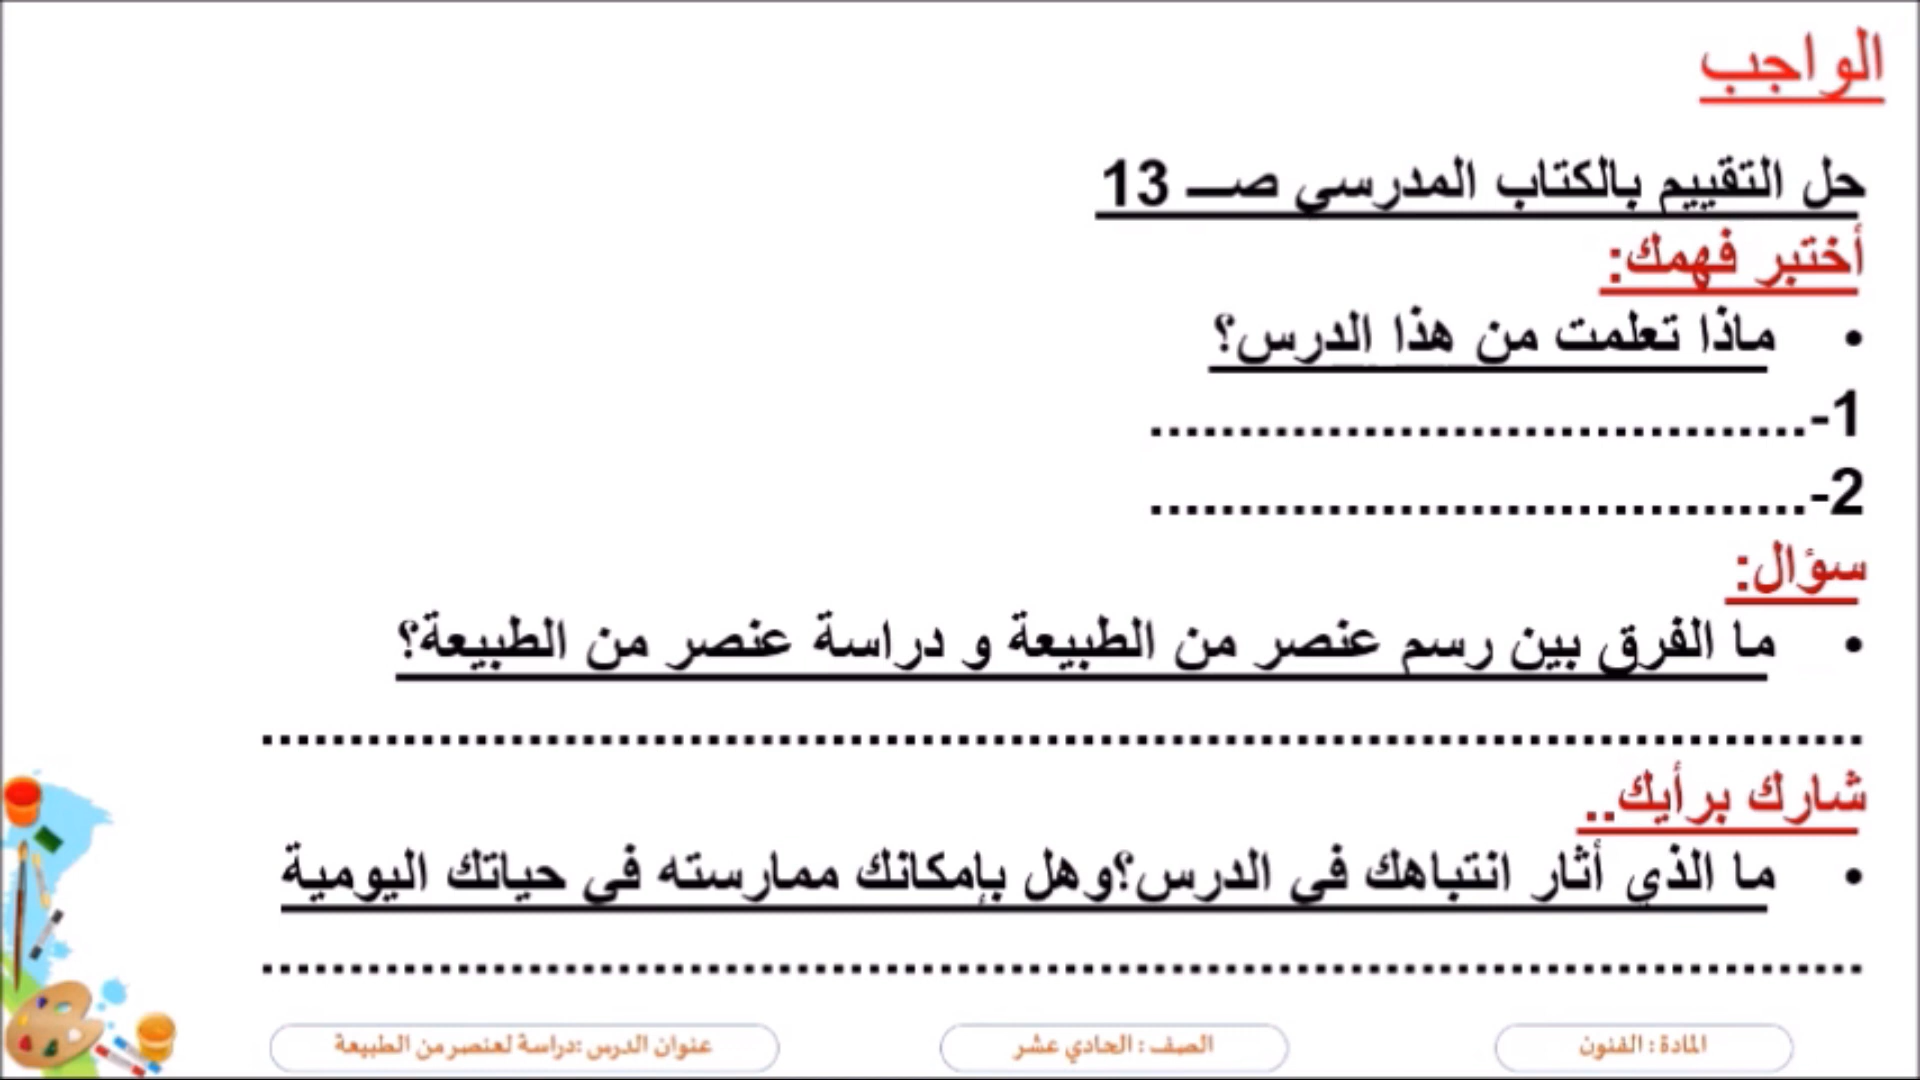 الواجب
حل التقييم بالكتاب المدرسي صـــ 13
أختبر فهمك:
• ماذا تعلمت من هذا الدرس؟
1-.....................................
2-.....................................
سؤال:
• ما الفرق بين رسم عنصر من الطبيعة و دراسة عنصر من الطبيعة؟
..........................................................................................
شارك برأيك..
• ما الذي أثار انتباهك في الدرس؟وهل بإمكانك ممارسته في حياتك اليومية
..........................................................................................
المادة : الفنون
الصف : الحادي عشر
عنوان الدرس :دراسة لعنصر من الطبيعة